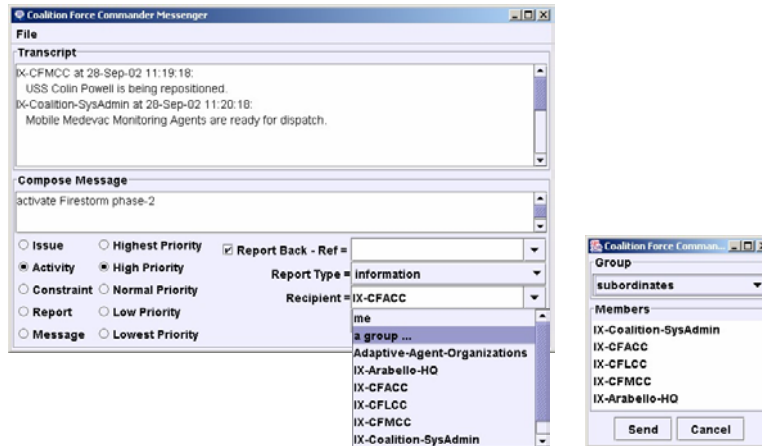 Coalition Force Commander Messenger
File
Transcript
IX-CFMCC at 28-Sep-02 11:19:18:
USS Colin Powell is being repositioned.
IX-Coalition-SysAdmin at 28-Sep-02 11:20:18:
Mobile Medevac Monitoring Agents are ready for dispatch.
Compose Message
activate Firestorm phase-2
Issue Highest Priority Report Back - Ref =
Activity High Priority Report Type = information
Constraint Normal Priority Recipient = IX-CFACC
Report Low Priority
Message Lowest Priority
me
a group ...
Adaptive-Agent-Organizations
IX-Arabello-HQ
IX-CFACC
IX-CFLCC
IX-CFMCC
IX-Coalition-SysAdmin
Coalition Force Comman...
Group
subordinates
Members
IX-Coalition-SysAdmin
IX-CFACC
IX-CFLCC
IX-CFMCC
IX-Arabello-HQ
Send Cancel